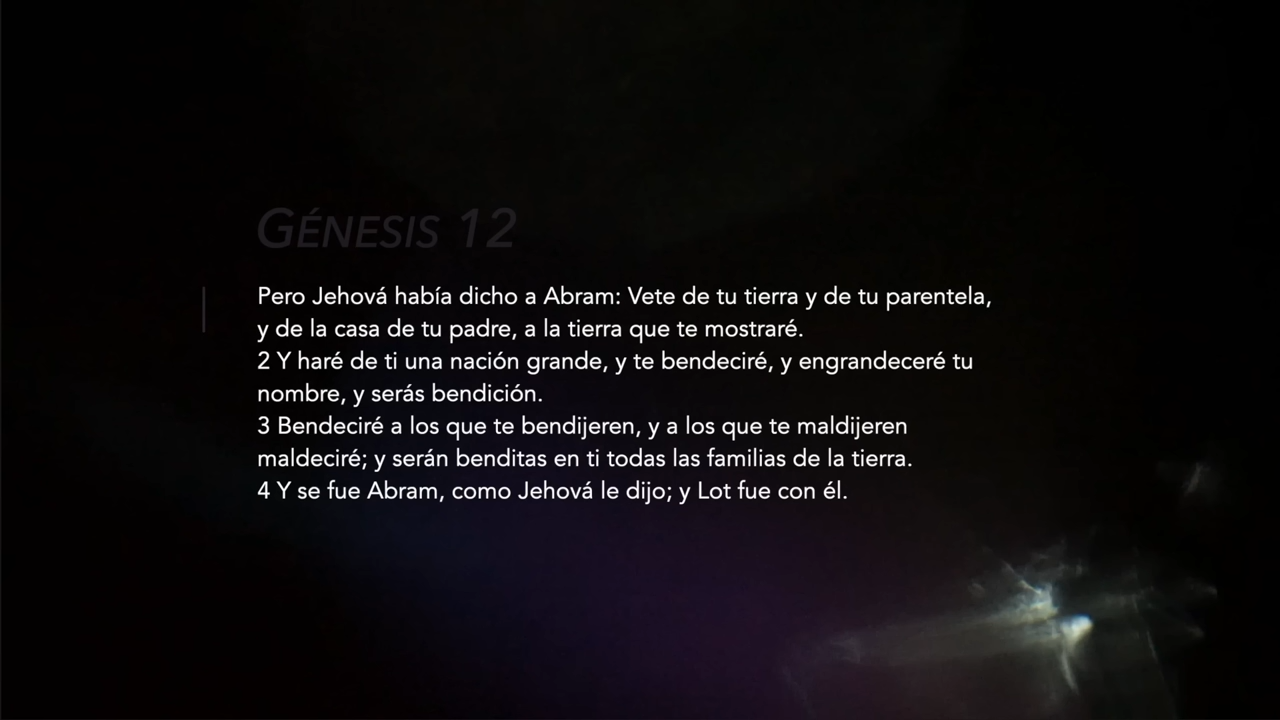 GÉNESIS 12
Pero Jehová había dicho a Abram: Vete de tu tierra y de tu parentela,
y de la casa de tu padre, a la tierra que te mostraré.
2 Y haré de ti una nación grande, y te bendeciré, y engrandeceré tu
nombre, y serás bendición.
3 Bendeciré a los que te bendijeren, y a los que te maldijeren
maldeciré; y serán benditas en ti todas las familias de la tierra.
4 Y se fue Abram, como Jehová le dijo; y Lot fue con él.